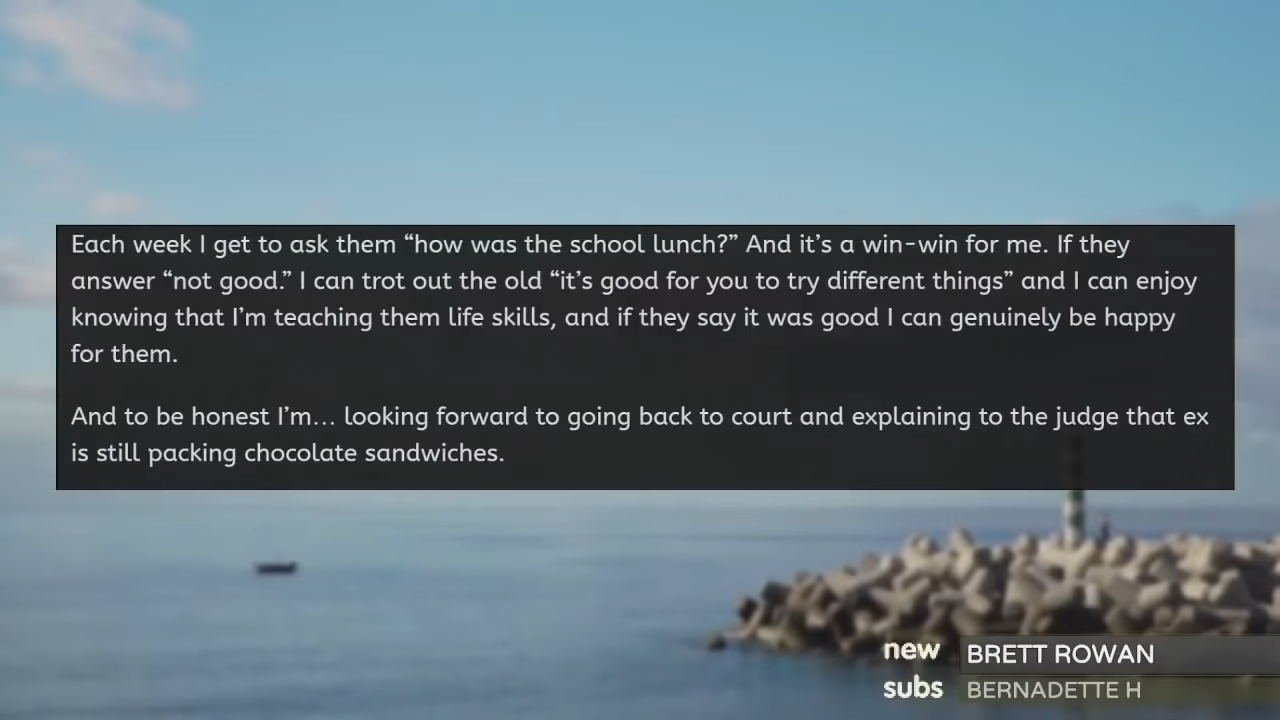 Each week I get to ask them “how was the school lunch?” And it’s a win-win for me. If they
answer “not good.” I can trot out the old “it’s good for you to try different things” and I can enjoy
knowing that I’m teaching them life skills, and if they say it was good I can genuinely be happy
for them.
And to be honest I’m... looking forward to going back to court and explaining to the judge that ex
is still packing chocolate sandwiches.
new BRETT ROWAN
subs BERNADETTE H